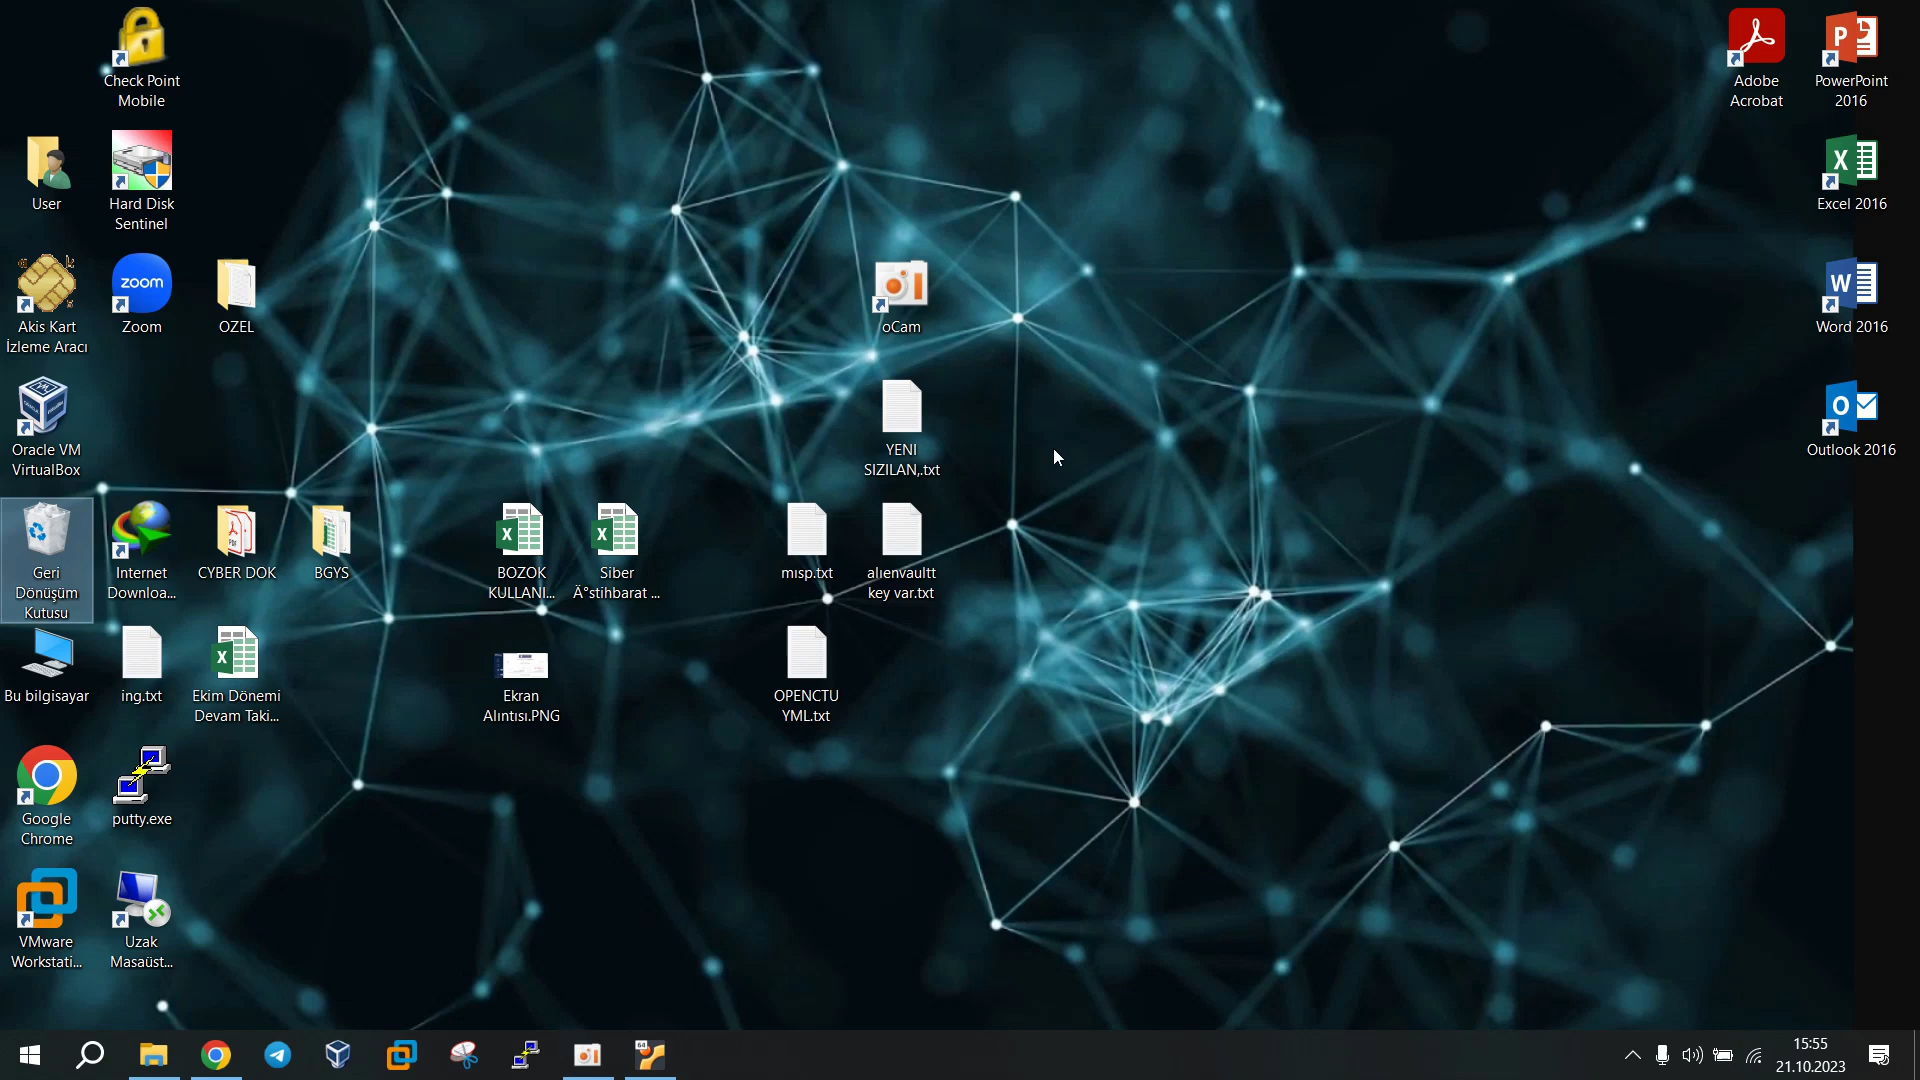 Check Point
Mobile
Adobe
Acrobat
PowerPoint
2016
User
Hard Disk
Sentinel
Excel 2016
Akis Kart
İzleme Aracı
zoom
Zoom
OZEL
oCam
Word 2016
Oracle VM
VirtualBox
YENI
SIZILAN,.txt
Outlook 2016
Geri
Dönüşüm
Kutusu
Internet
Downloa...
CYBER DOK
BGYS
BOZOK
KULLANI...
Siber
Ä°stihbarat ...
mısp.txt
alıenvaultt
key var.txt
Bu bilgisayar
ing.txt
Ekim Dönemi
Devam Taki...
Ekran
Alıntısı.PNG
OPENCTU
YML.txt
Google
Chrome
putty.exe
VMware
Workstati...
Uzak
Masaüst...
64
15:55
21.10.2023